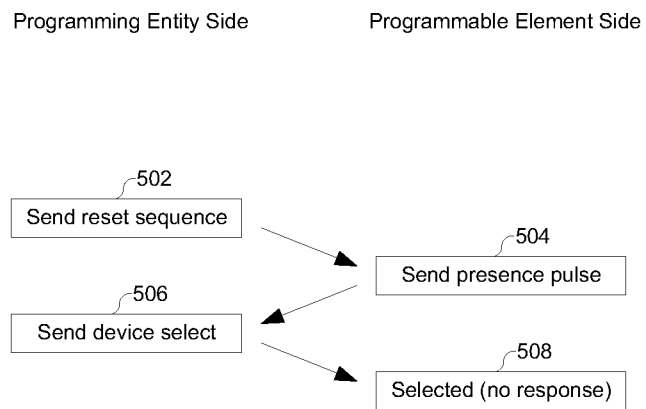 Programming Entity Side
Programmable Element Side
502
Send reset sequence
504
Send presence pulse
506
Send device select
508
Selected (no response)